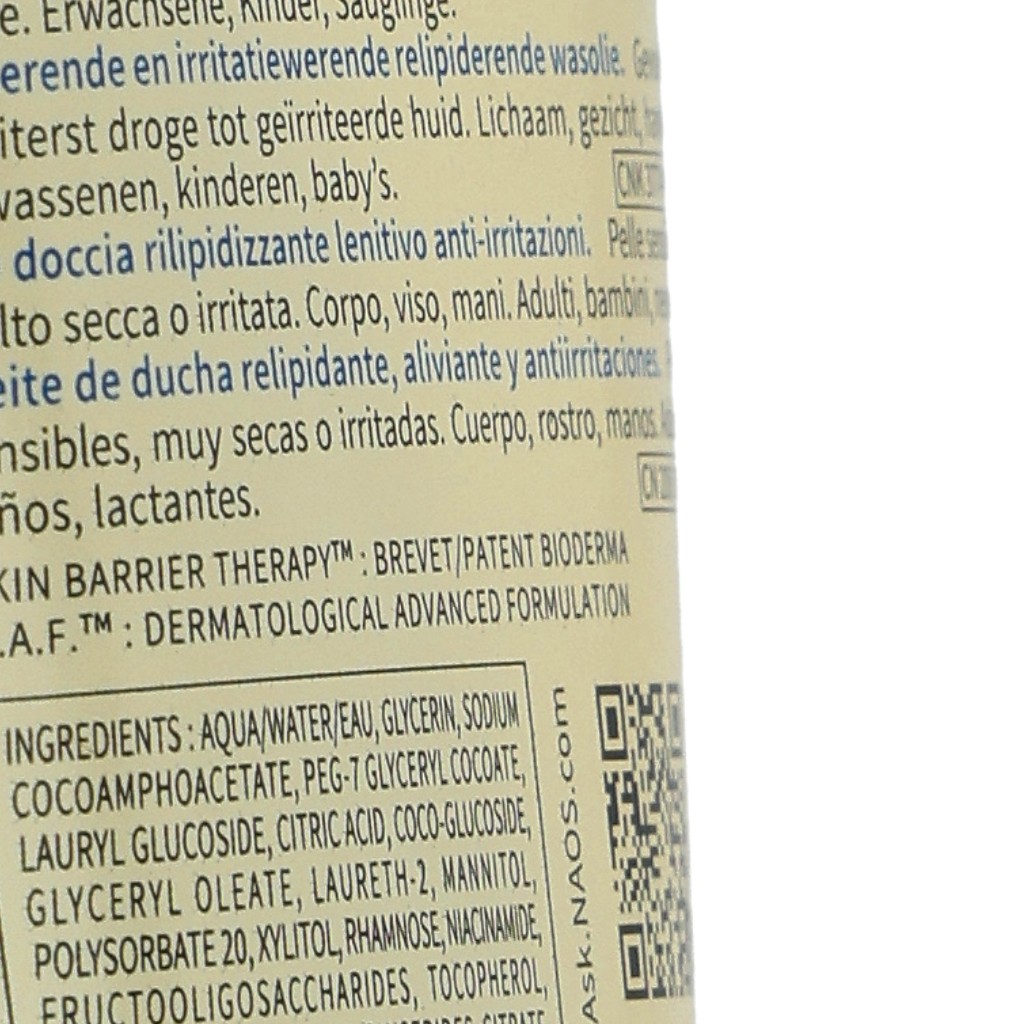 e. Erwachsene, Kinder, Säuglinge.
erende en irritatiewerende relipiderende wasolie.
iterst droge tot geïrriteerde huid. Lichaam, gezicht,
vassenen, kinderen, baby's.
CNK
doccia rilipidizzante lenitivo anti-irritazioni. Pelle
lto secca o irritata. Corpo, viso, mani. Adulti, bambini,
eite de ducha relipidante, aliviante y antiirritaciones.
nsibles, muy secas o irritadas. Cuerpo, rostro, manos.
ños, lactantes.
CN
KIN BARRIER THERAPY™ : BREVET/PATENT BIODERMA
.A.F.™ : DERMATOLOGICAL ADVANCED FORMULATION
INGREDIENTS : AQUA/WATER/EAU, GLYCERIN, SODIUM
COCOAMPHOACETATE, PEG-7 GLYCERYL COCOATE,
LAURYL GLUCOSIDE, CITRIC ACID, COCO-GLUCOSIDE,
GLYCERYL OLEATE, LAURETH-2, MANNITOL,
POLYSORBATE 20, XYLITOL, RHAMNOSE, NIACINAMIDE,
FRUCTOOLIGOSACCHARIDES, TOCOPHEROL,
CITRATE
ASK.NAOS.com